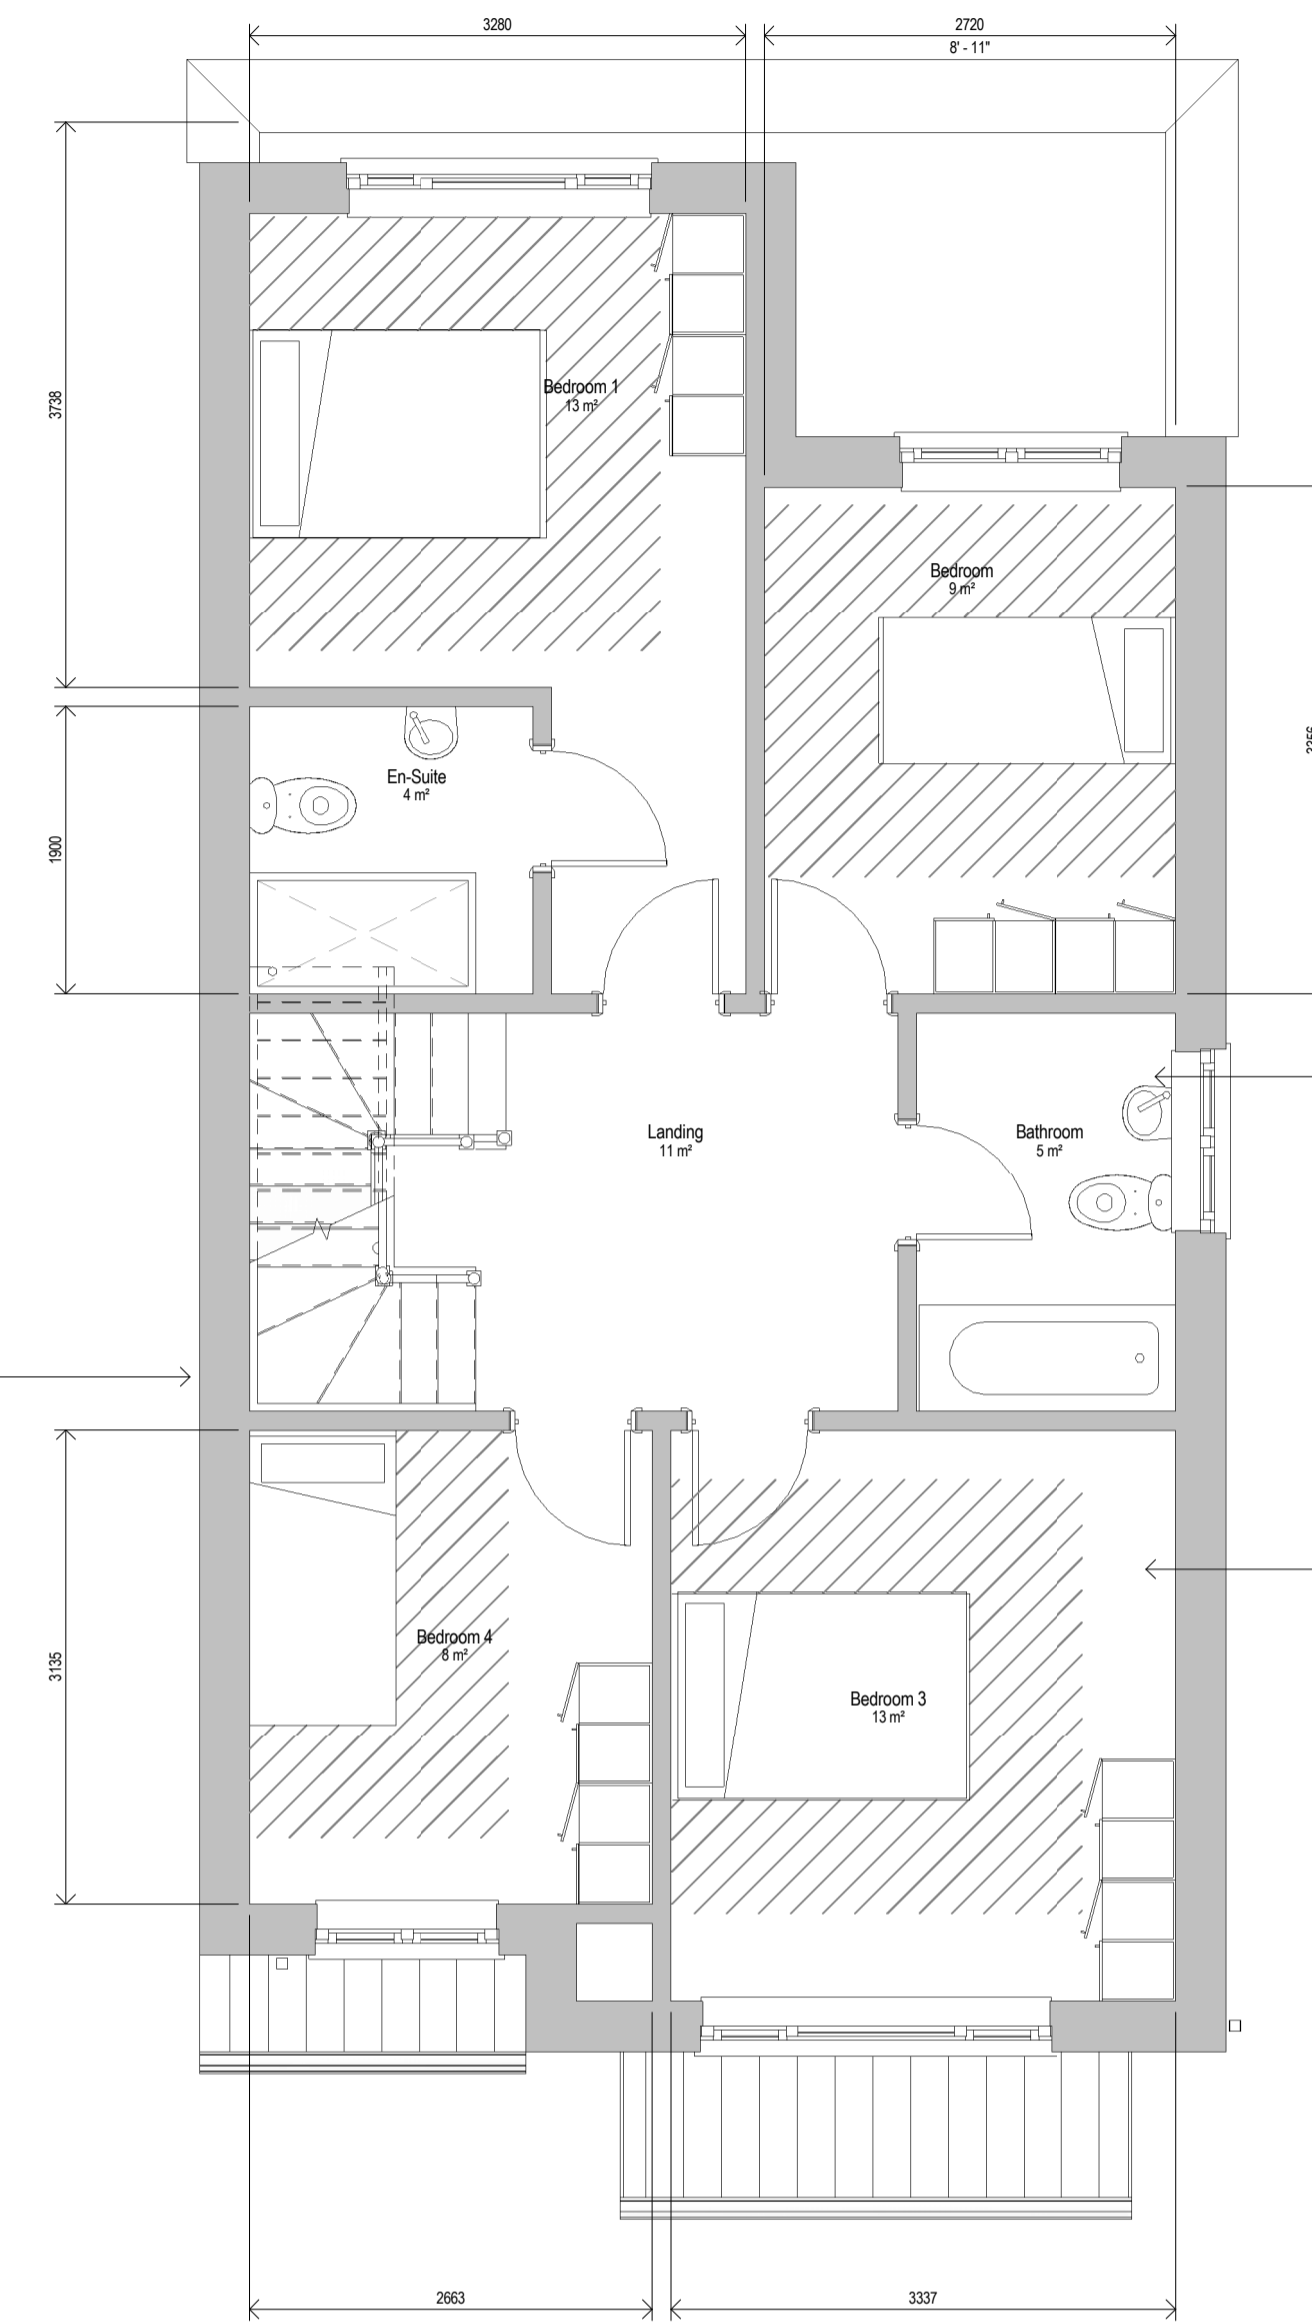 3280
2720
8' - 11"
3738
Bedroom 1
13 m²
Bedroom
9 m²
En-Suite
4 m²
1900
Landing
11 m²
Bathroom
5 m²
3135
Bedroom 4
8 m²
Bedroom 3
13 m²
2663
3337